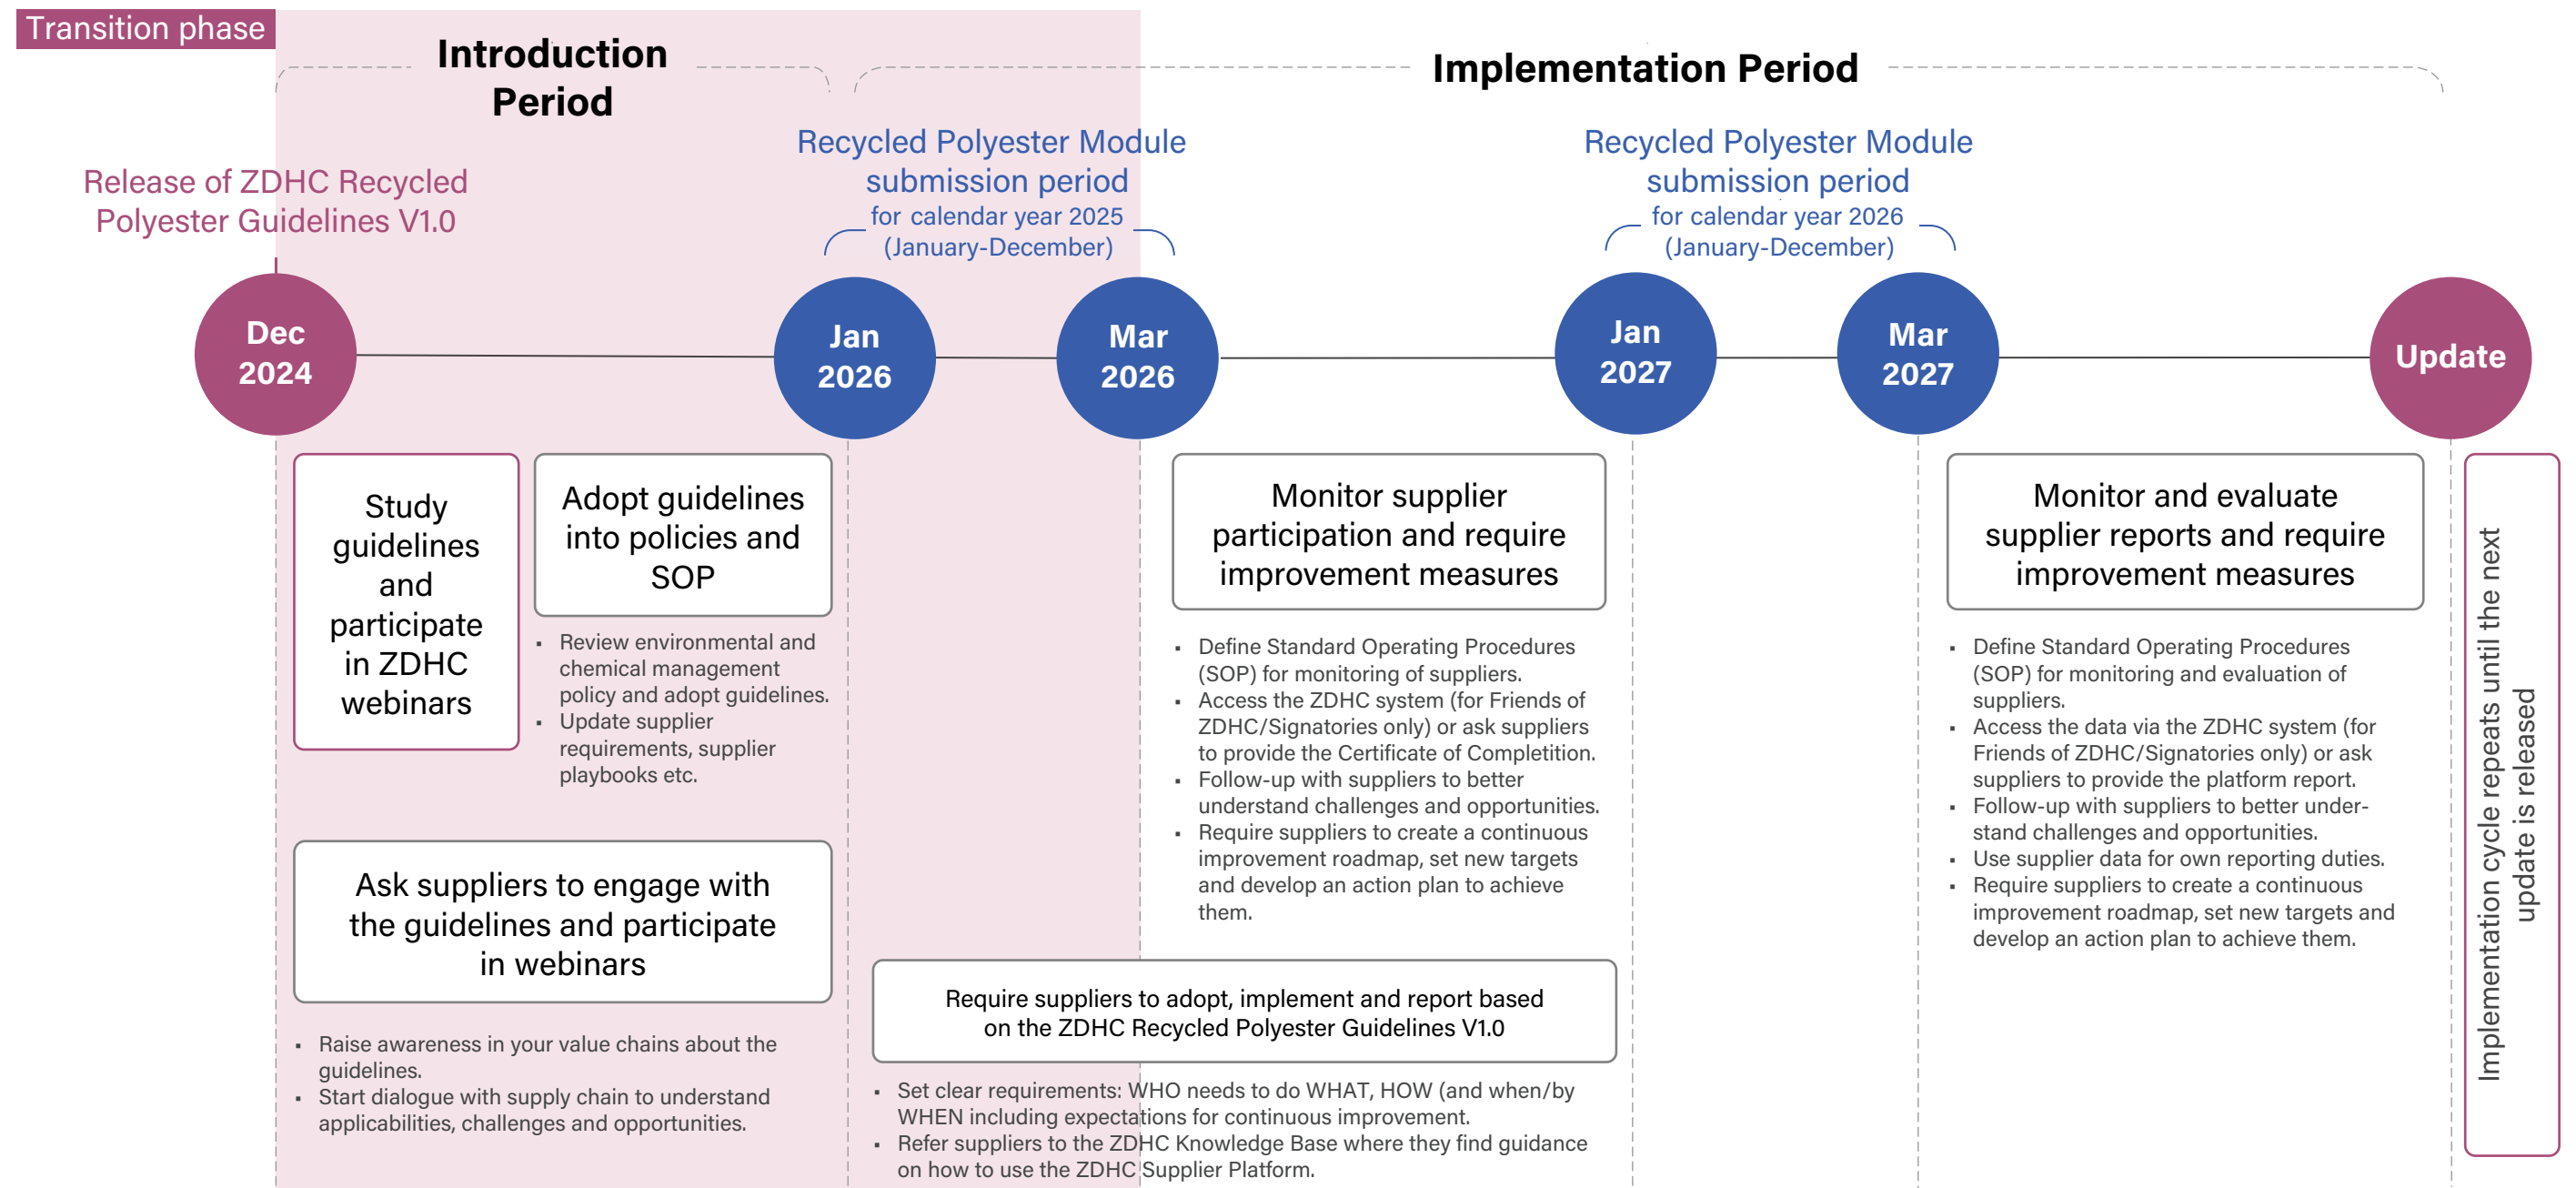 Transition phase
Introduction
Period
Implementation Period
Release of ZDHC Recycled
Polyester Guidelines V1.0
Recycled Polyester Module
submission period
for calendar year 2025
(January-December)
Recycled Polyester Module
submission period
for calendar year 2026
(January-December)
Dec
2024
Jan
2026
Mar
2026
Jan
2027
Mar
2027
Update
Study
guidelines
and
participate
in ZDHC
webinars
Adopt guidelines
into policies and
SOP
▪ Review environmental and
chemical management
policy and adopt guidelines.
▪ Update supplier
requirements, supplier
playbooks etc.
Ask suppliers to engage with
the guidelines and participate
in webinars
▪ Raise awareness in your value chains about the
guidelines.
▪ Start dialogue with supply chain to understand
applicabilities, challenges and opportunities.
Monitor supplier
participation and require
improvement measures
▪ Define Standard Operating Procedures
(SOP) for monitoring of suppliers.
▪ Access the ZDHC system (for Friends of
ZDHC/Signatories only) or ask suppliers
to provide the Certificate of Completition.
▪ Follow-up with suppliers to better
understand challenges and opportunities.
▪ Require suppliers to create a continuous
improvement roadmap, set new targets
and develop an action plan to achieve
them.
Require suppliers to adopt, implement and report based
on the ZDHC Recycled Polyester Guidelines V1.0
▪ Set clear requirements: WHO needs to do WHAT, HOW (and when/by
WHEN including expectations for continuous improvement.
▪ Refer suppliers to the ZDHC Knowledge Base where they find guidance
on how to use the ZDHC Supplier Platform.
Monitor and evaluate
supplier reports and require
improvement measures
▪ Define Standard Operating Procedures
(SOP) for monitoring and evaluation of
suppliers.
▪ Access the data via the ZDHC system (for
Friends of ZDHC/Signatories only) or ask
suppliers to provide the platform report.
▪ Follow-up with suppliers to better under-
stand challenges and opportunities.
▪ Use supplier data for own reporting duties.
▪ Require suppliers to create a continuous
improvement roadmap, set new targets and
develop an action plan to achieve them.
Implementation cycle repeats until the next
update is released